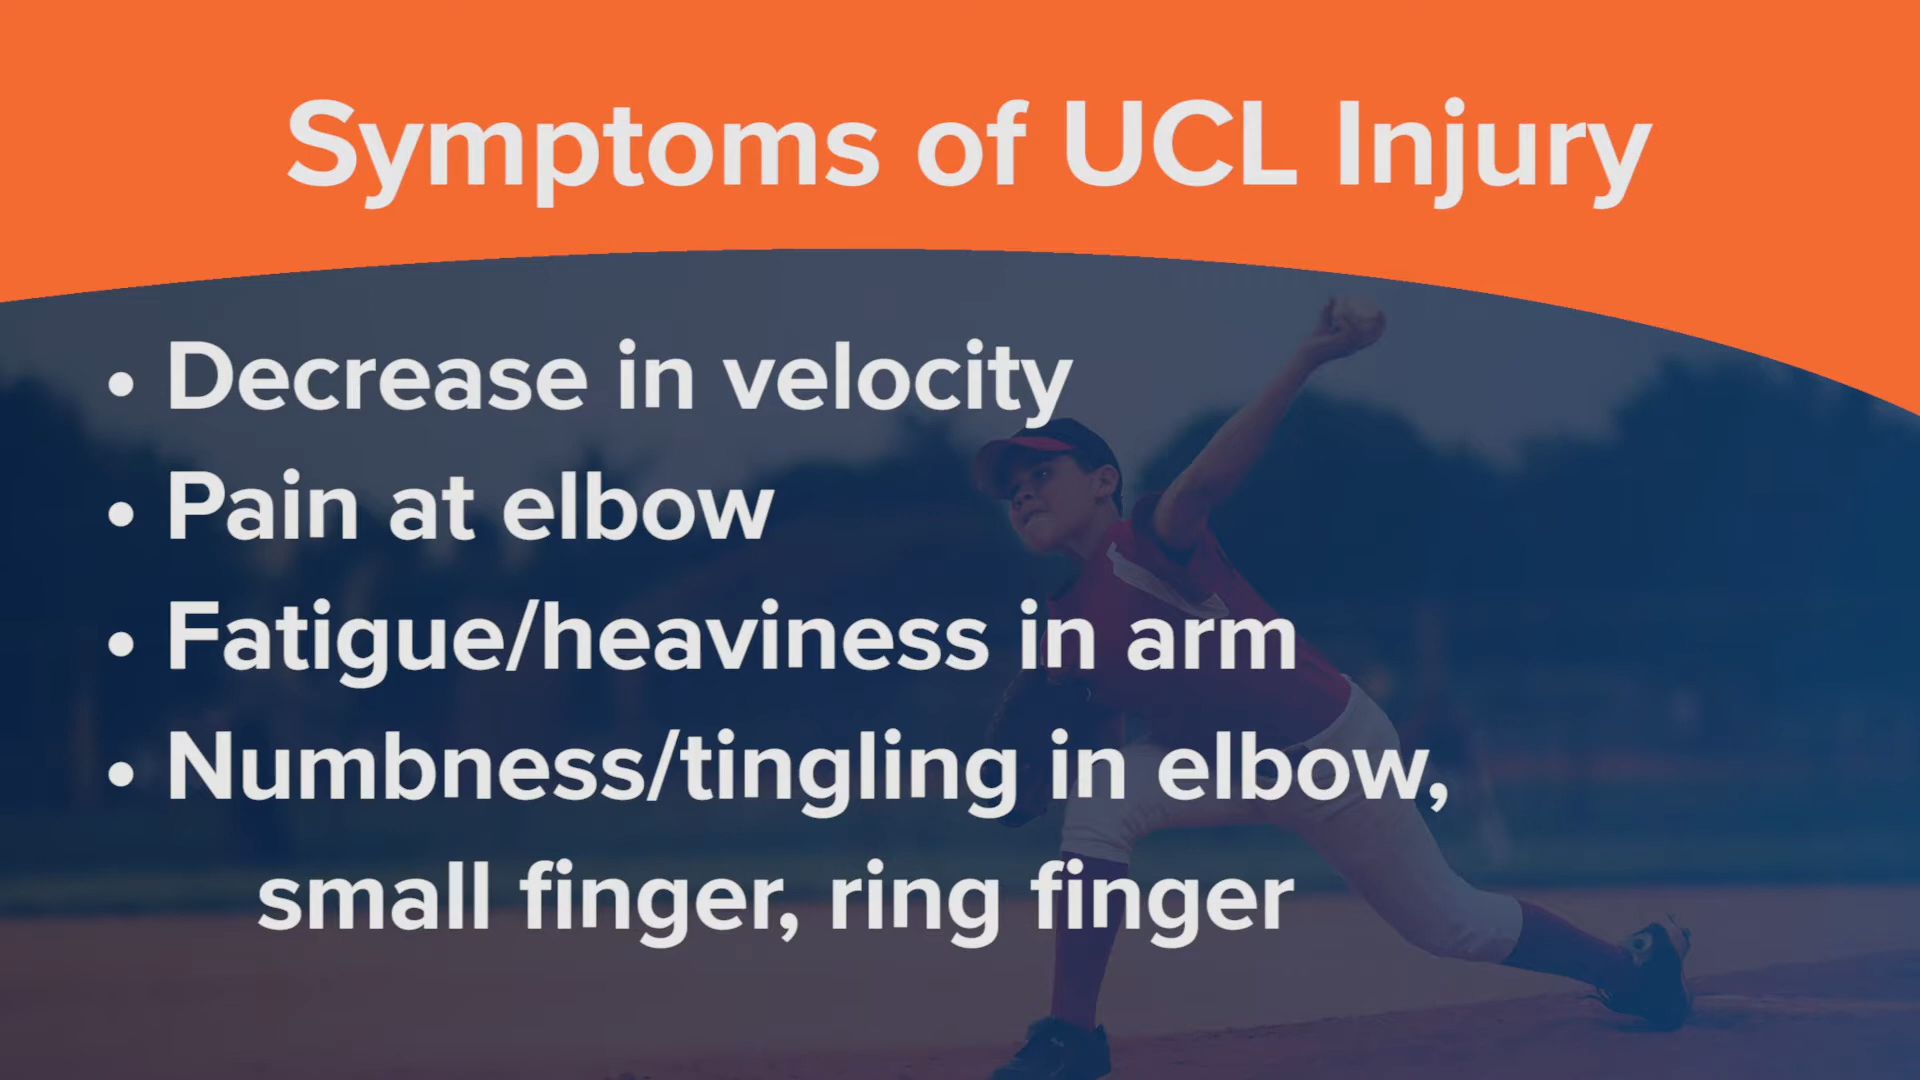 Symptoms of UCL Injury
• Decrease in velocity
• Pain at elbow
• Fatigue/heaviness in arm
• Numbness/tingling in elbow,
small finger, ring finger